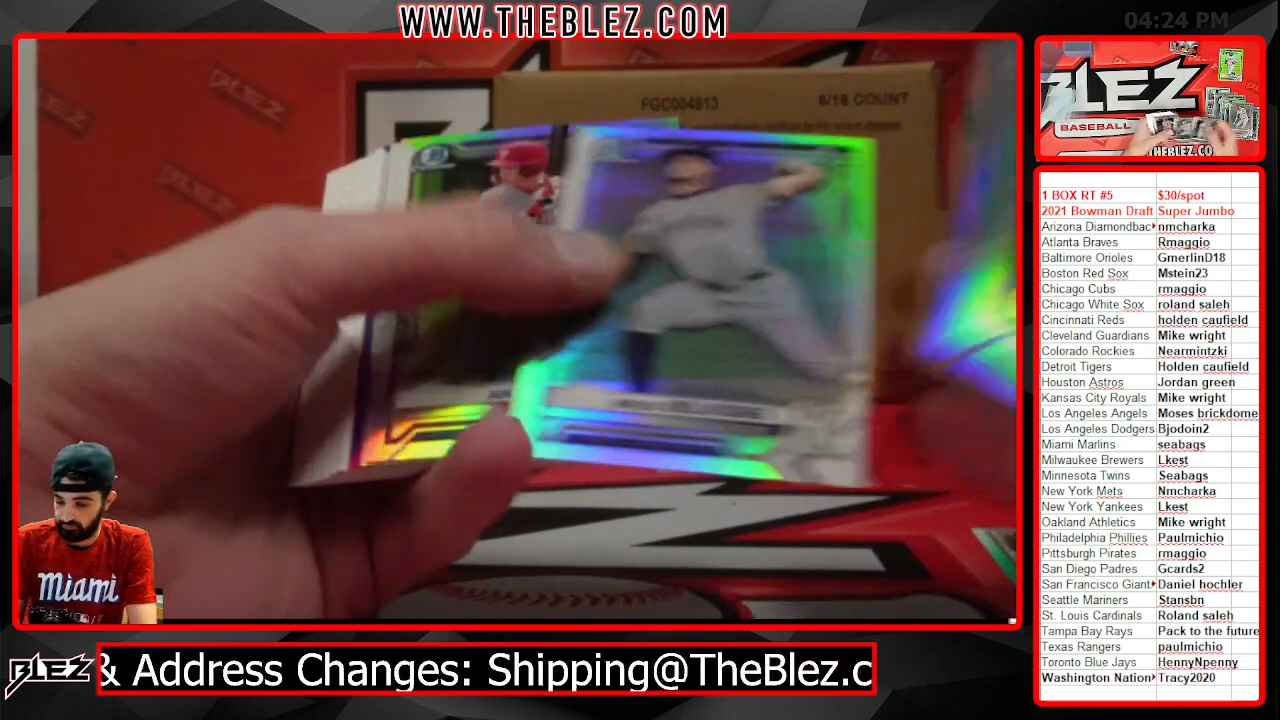 WWW.THEBLEZ.COM
04:24 PM
FGC004813
6/18 COUNT
BLEZ
BLEZ
BLEZ
BASEBALL
THEBLEZ.CO
1 BOX RT #5 $30/spot
2021 Bowman Draft Super Jumbo
Arizona Diamondbac nmcharka
Atlanta Braves Rmaggio
Baltimore Orioles GmerlinD18
Boston Red Sox Mstein23
Chicago Cubs rmaggio
Chicago White Sox roland saleh
Cincinnati Reds holden caufield
Cleveland Guardians Mike wright
Colorado Rockies Nearmintzki
Detroit Tigers Holden caufield
Houston Astros Jordan green
Kansas City Royals Mike wright
Los Angeles Angels Moses brickdome
Los Angeles Dodgers Bjodoin2
Miami Marlins seabags
Milwaukee Brewers Lkest
Minnesota Twins Seabags
New York Mets Nmcharka
New York Yankees Lkest
Oakland Athletics Mike wright
Philadelphia Phillies Paulmichio
Pittsburgh Pirates rmaggio
San Diego Padres Gcards2
San Francisco Giant Daniel hochler
Seattle Mariners Stansbn
St. Louis Cardinals Roland saleh
Tampa Bay Rays Pack to the future
Texas Rangers paulmichio
Toronto Blue Jays HennyNpenny
Washington Nation Tracy2020
Miami
BLEZ
& Address Changes: Shipping@TheBlez.c